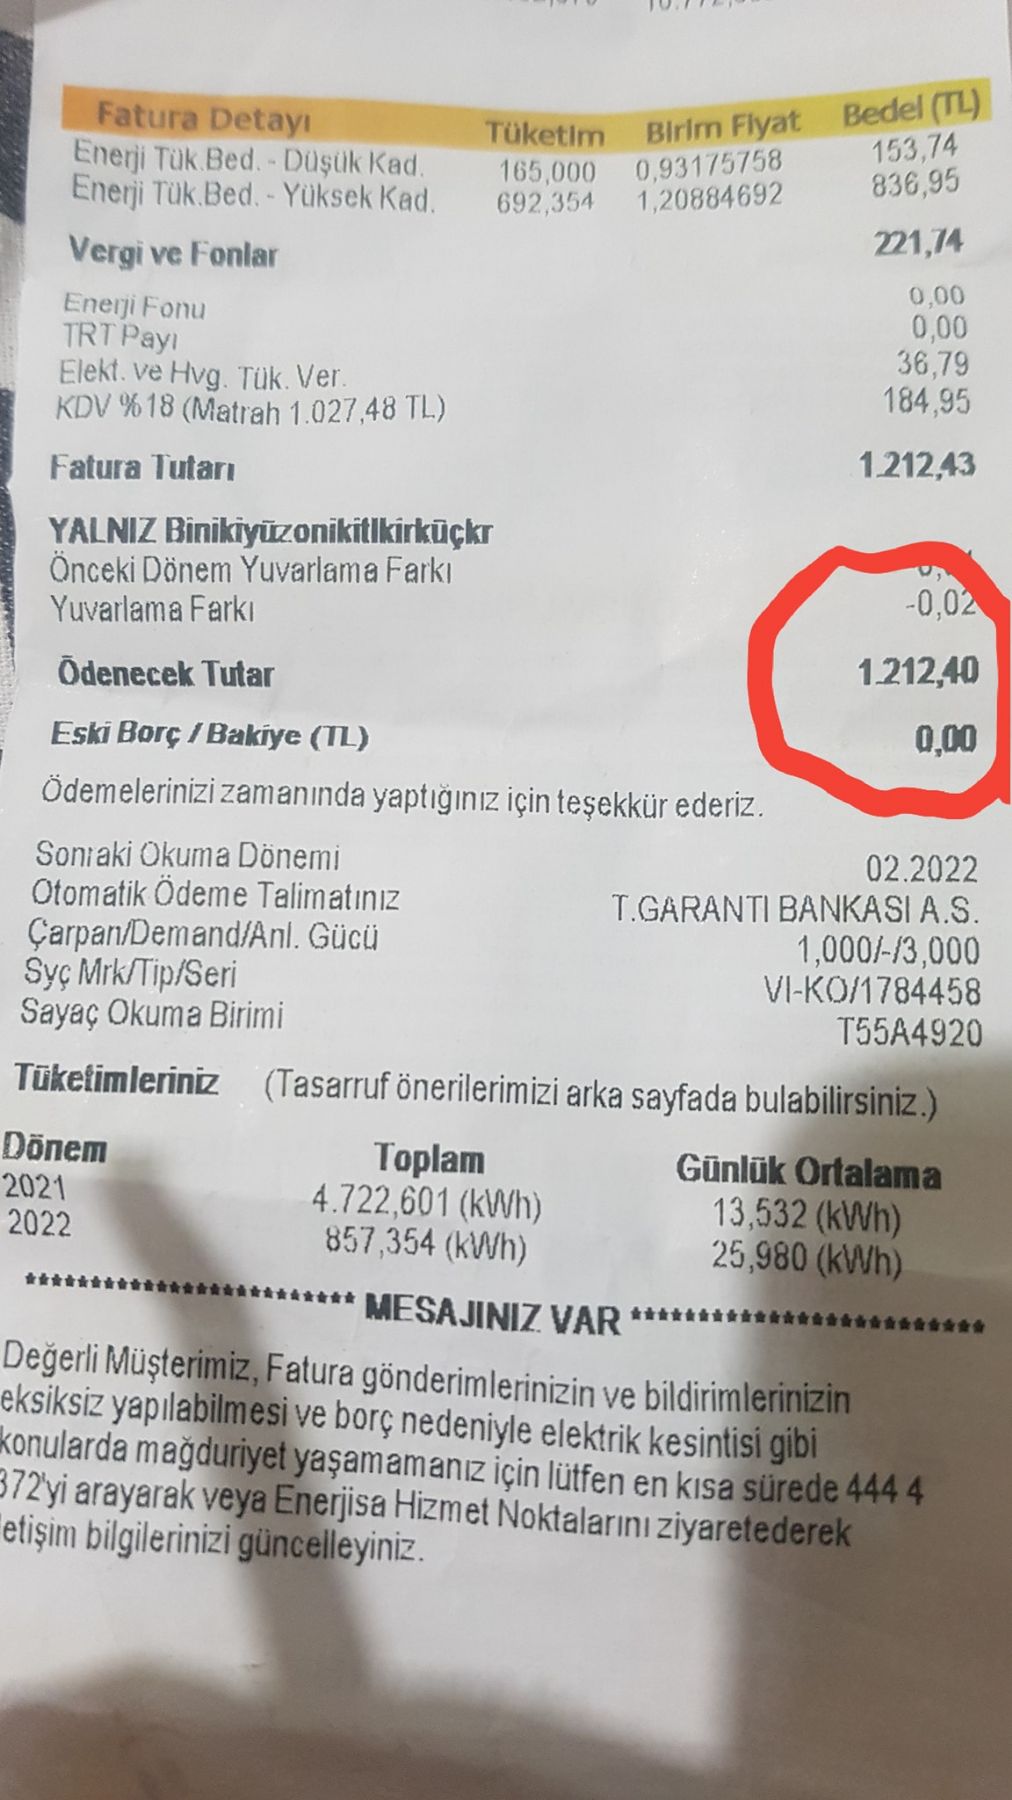 Fatura Detayı Tüketim Birim Fiyat Bedel (TL)
Enerji Tük.Bed. - Düşük Kad. 165,000 0,93175758 153,74
Enerji Tük.Bed. - Yüksek Kad. 692,354 1,20884692 836,95
Vergi ve Fonlar 221,74
Enerji Fonu 0,00
TRT Payı 0,00
Elekt. ve Hvg. Tük. Ver. 36,79
KDV %18 (Matrah 1.027,48 TL) 184,95
Fatura Tutarı 1.212,43
YALNIZ Binikiyüzonikitlkirküçkr
Önceki Dönem Yuvarlama Farkı
Yuvarlama Farkı -0,02
Ödenecek Tutar 1.212,40
Eski Borç / Bakiye (TL) 0,00
Ödemelerinizi zamanında yaptığınız için teşekkür ederiz.
Sonraki Okuma Dönemi 02.2022
Otomatik Ödeme Talimatınız T.GARANTI BANKASI A.S.
Çarpan/Demand/Anl. Gücü 1,000/-/3,000
Syç Mrk/Tip/Seri VI-KO/1784458
Sayaç Okuma Birimi T55A4920
Tüketimleriniz (Tasarruf önerilerimizi arka sayfada bulabilirsiniz.)
Dönem Toplam Günlük Ortalama
2021 4.722,601 (kWh) 13,532 (kWh)
2022 857,354 (kWh) 25,980 (kWh)
************************* MESAJINIZ VAR ***************************
Değerli Müşterimiz, Fatura gönderimlerinizin ve bildirimlerinizin
eksiksiz yapılabilmesi ve borç nedeniyle elektrik kesintisi gibi
konularda mağduriyet yaşamamanız için lütfen en kısa sürede 444 4
372'yi arayarak veya Enerjisa Hizmet Noktalarını ziyaretederek
letişim bilgilerinizi güncelleyiniz.